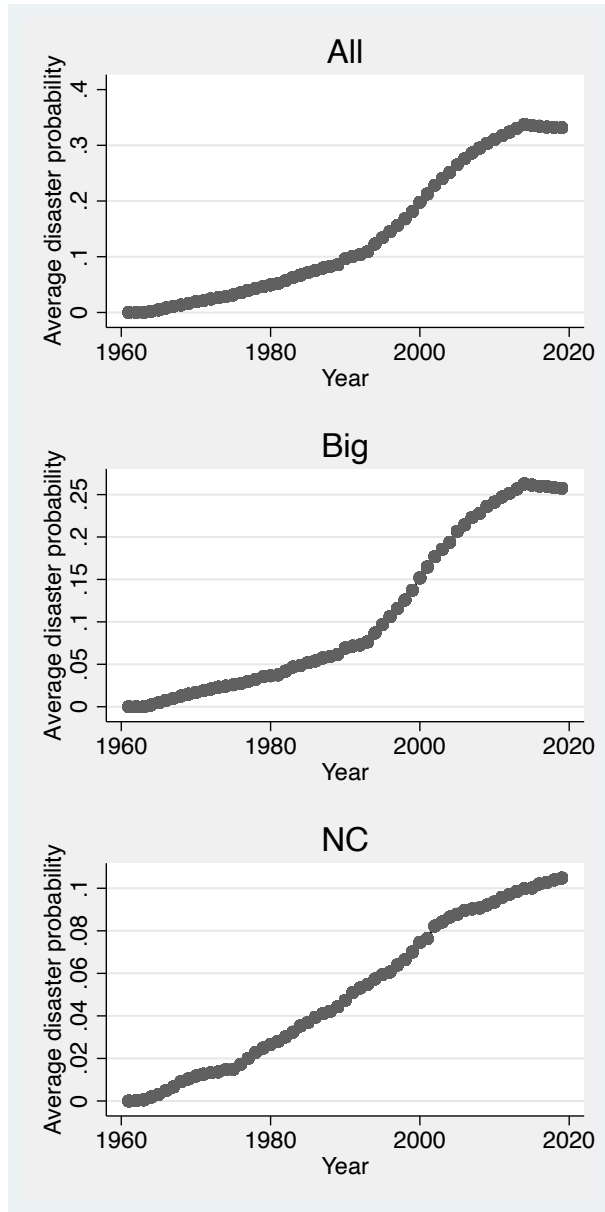 All
Average disaster probability
.4
.3
.2
.1
0
1960 1980 2000 2020
Year
Big
Average disaster probability
.25
.2
.15
.1
.05
0
1960 1980 2000 2020
Year
NC
Average disaster probability
.1
.08
.06
.04
.02
0
1960 1980 2000 2020
Year